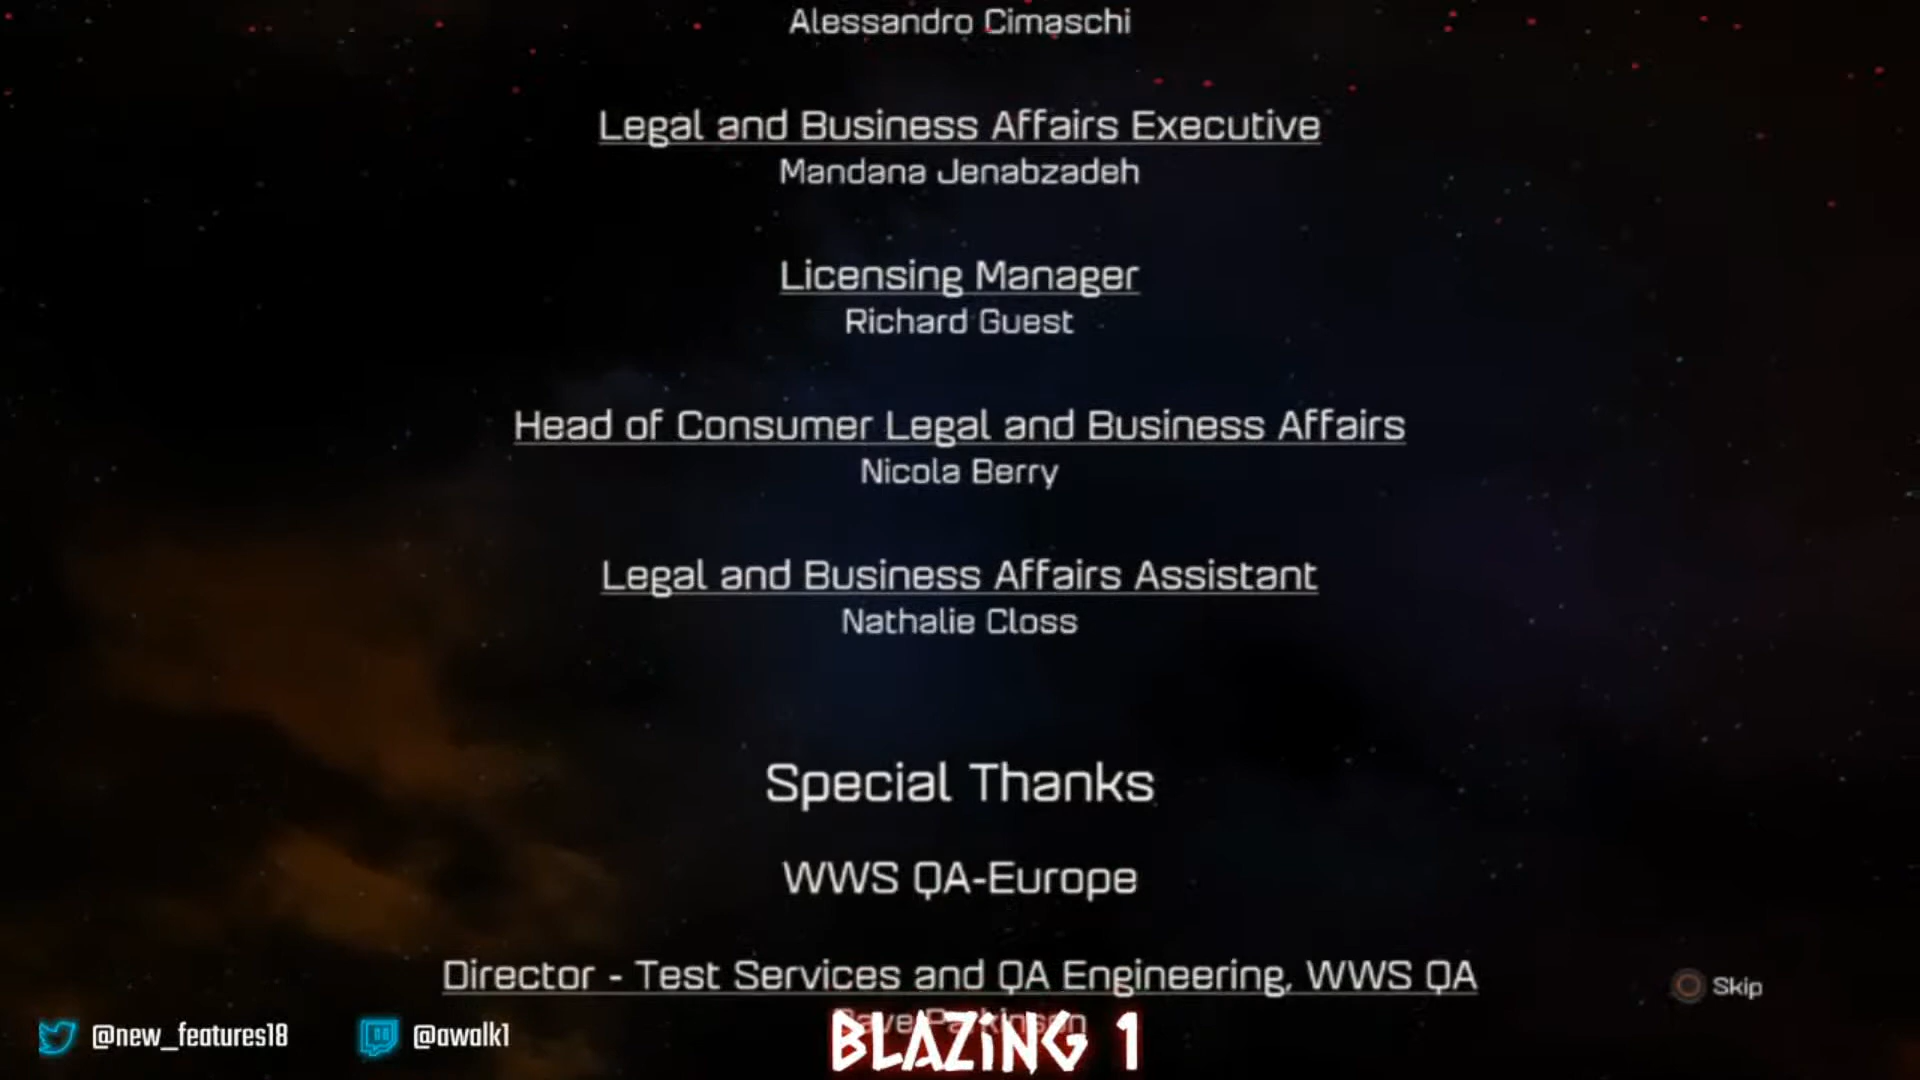 Alessandro Cimaschi
Legal and Business Affairs Executive
Mandana Jenabzadeh
Licensing Manager
Richard Guest
Head of Consumer Legal and Business Affairs
Nicola Berry
Legal and Business Affairs Assistant
Nathalie Closs
Special Thanks
WWS QA-Europe
Director - Test Services and QA Engineering, WWS QA
Dave Parkinson
Skip
@new_features18
@awalk1
BLAZiNG 1